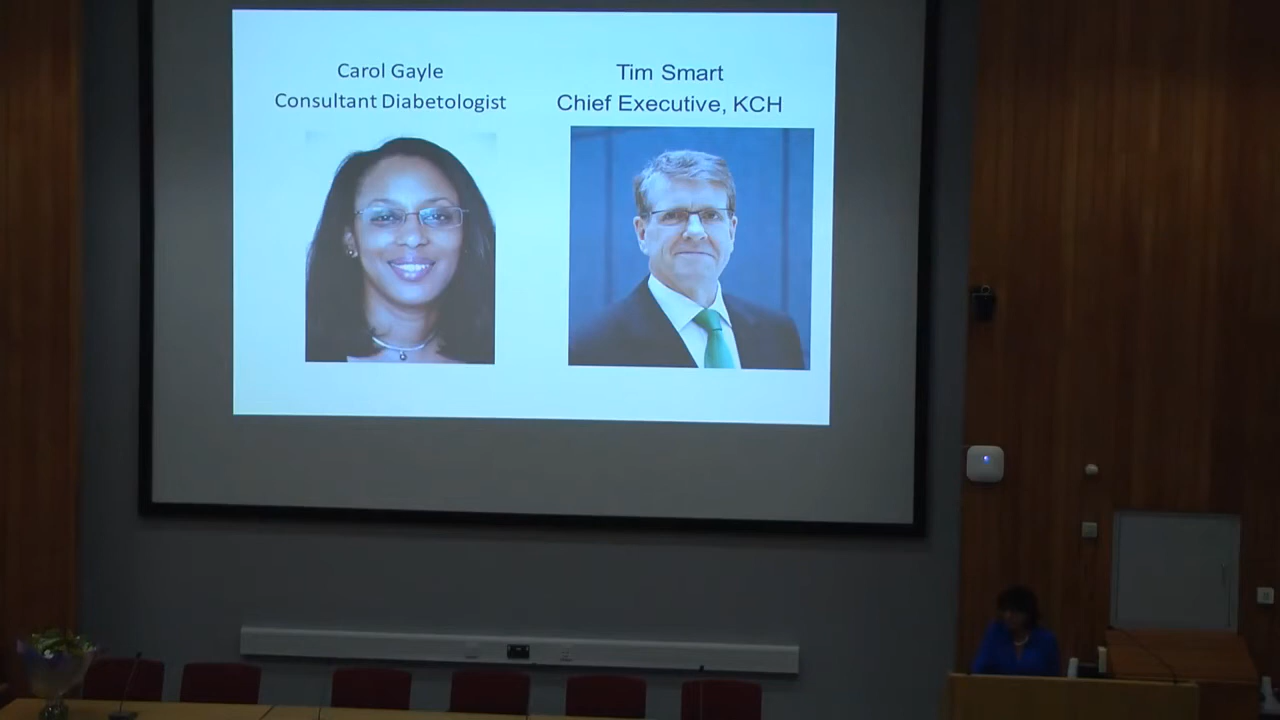 Carol Gayle
Consultant Diabetologist
Tim Smart
Chief Executive, KCH